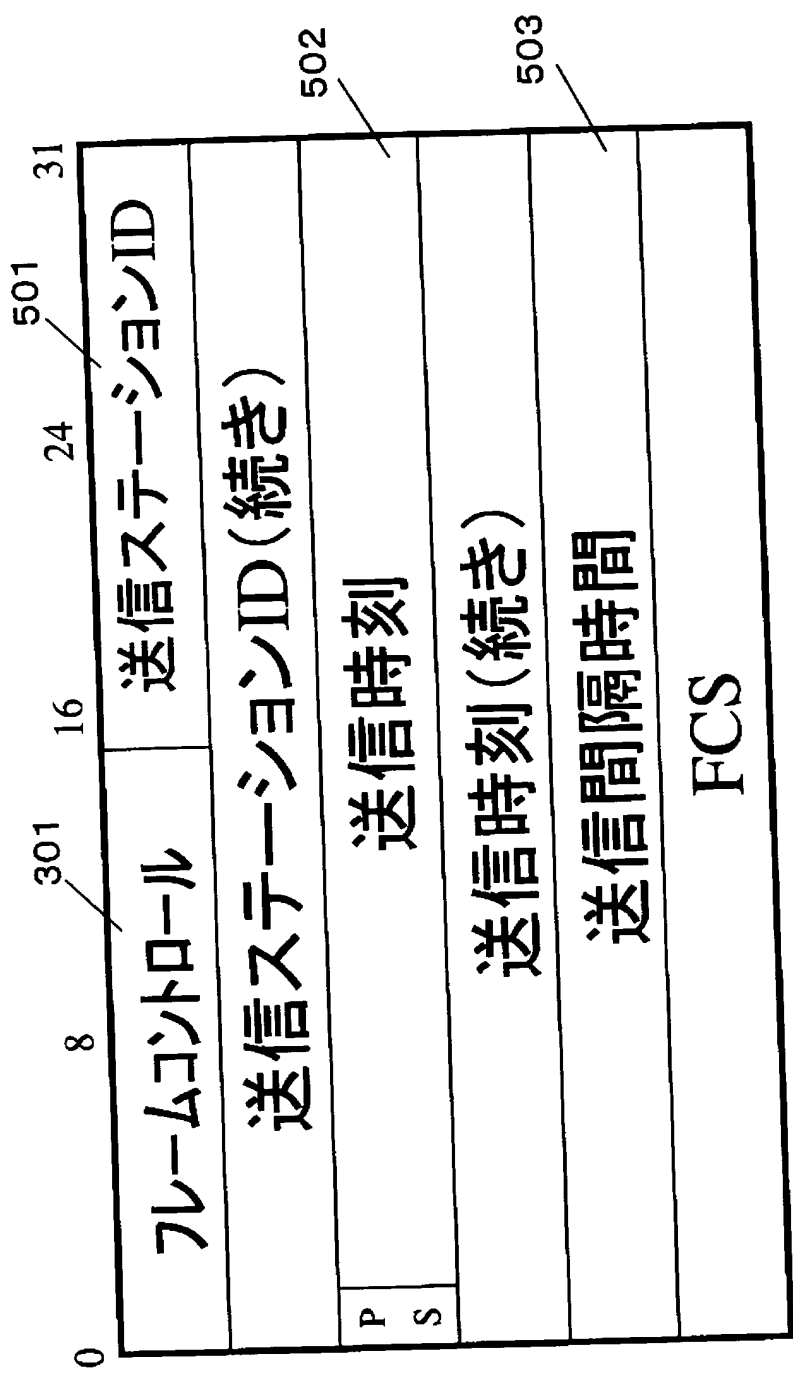 0 8 16 24 31
301 501
フレームコントロール 送信ステーションID
送信ステーションID(続き)
PS 送信時刻 502
送信時刻(続き)
送信間隔時間 503
FCS